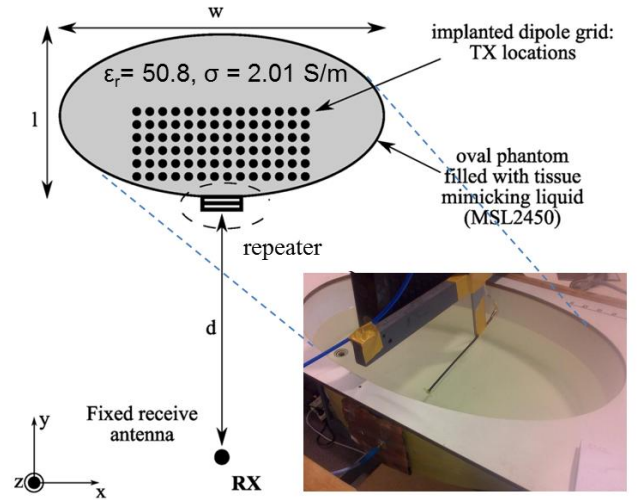 w
implanted dipole grid:
TX locations
εr= 50.8, σ = 2.01 S/m
l
oval phantom
filled with tissue
mimicking liquid
(MSL2450)
repeater
d
Fixed receive
antenna
y
z
x
RX